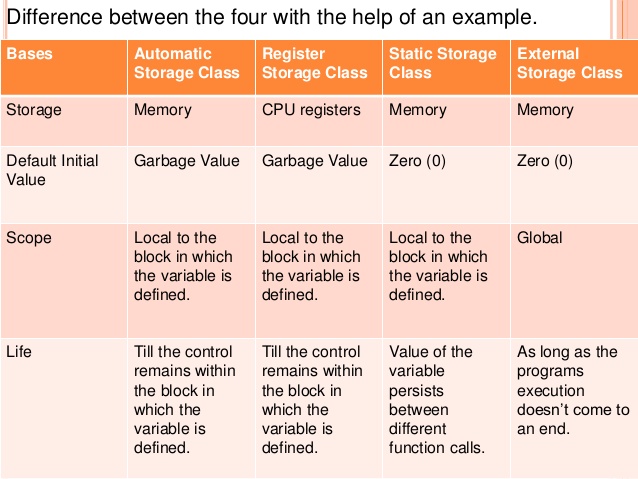 Difference between the four with the help of an example.
Bases
Automatic
Storage Class
Register
Storage Class
Static Storage
Class
External
Storage Class
Storage
Memory
CPU registers
Memory
Memory
Default Initial
Value
Garbage Value
Garbage Value
Zero (0)
Zero (0)
Scope
Local to the
block in which
the variable is
defined.
Local to the
block in which
the variable is
defined.
Local to the
block in which
the variable is
defined.
Global
Life
Till the control
remains within
the block in
which the
variable is
defined.
Till the control
remains within
the block in
which the
variable is
defined.
Value of the
variable
persists
between
different
function calls.
As long as the
programs
execution
doesn’t come to
an end.